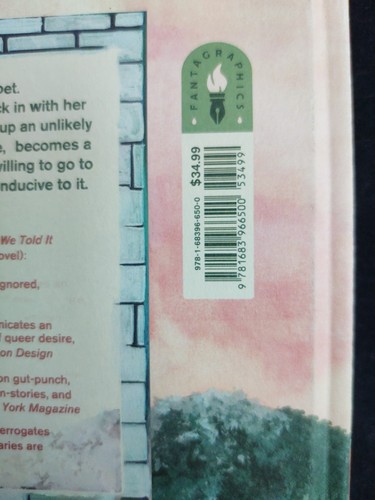 pet.
ck in with her
up an unlikely
e, becomes a
willing to go to
nducive to it.
We Told It
ovel):
gnored,
nicates an
f queer desire,
on Design
on gut-punch,
n-stories, and
York Magazine
errogates
aries are
FANTAGRAPHICS
$34.99
53499
978-1-68396-650-0
9 781683 966500